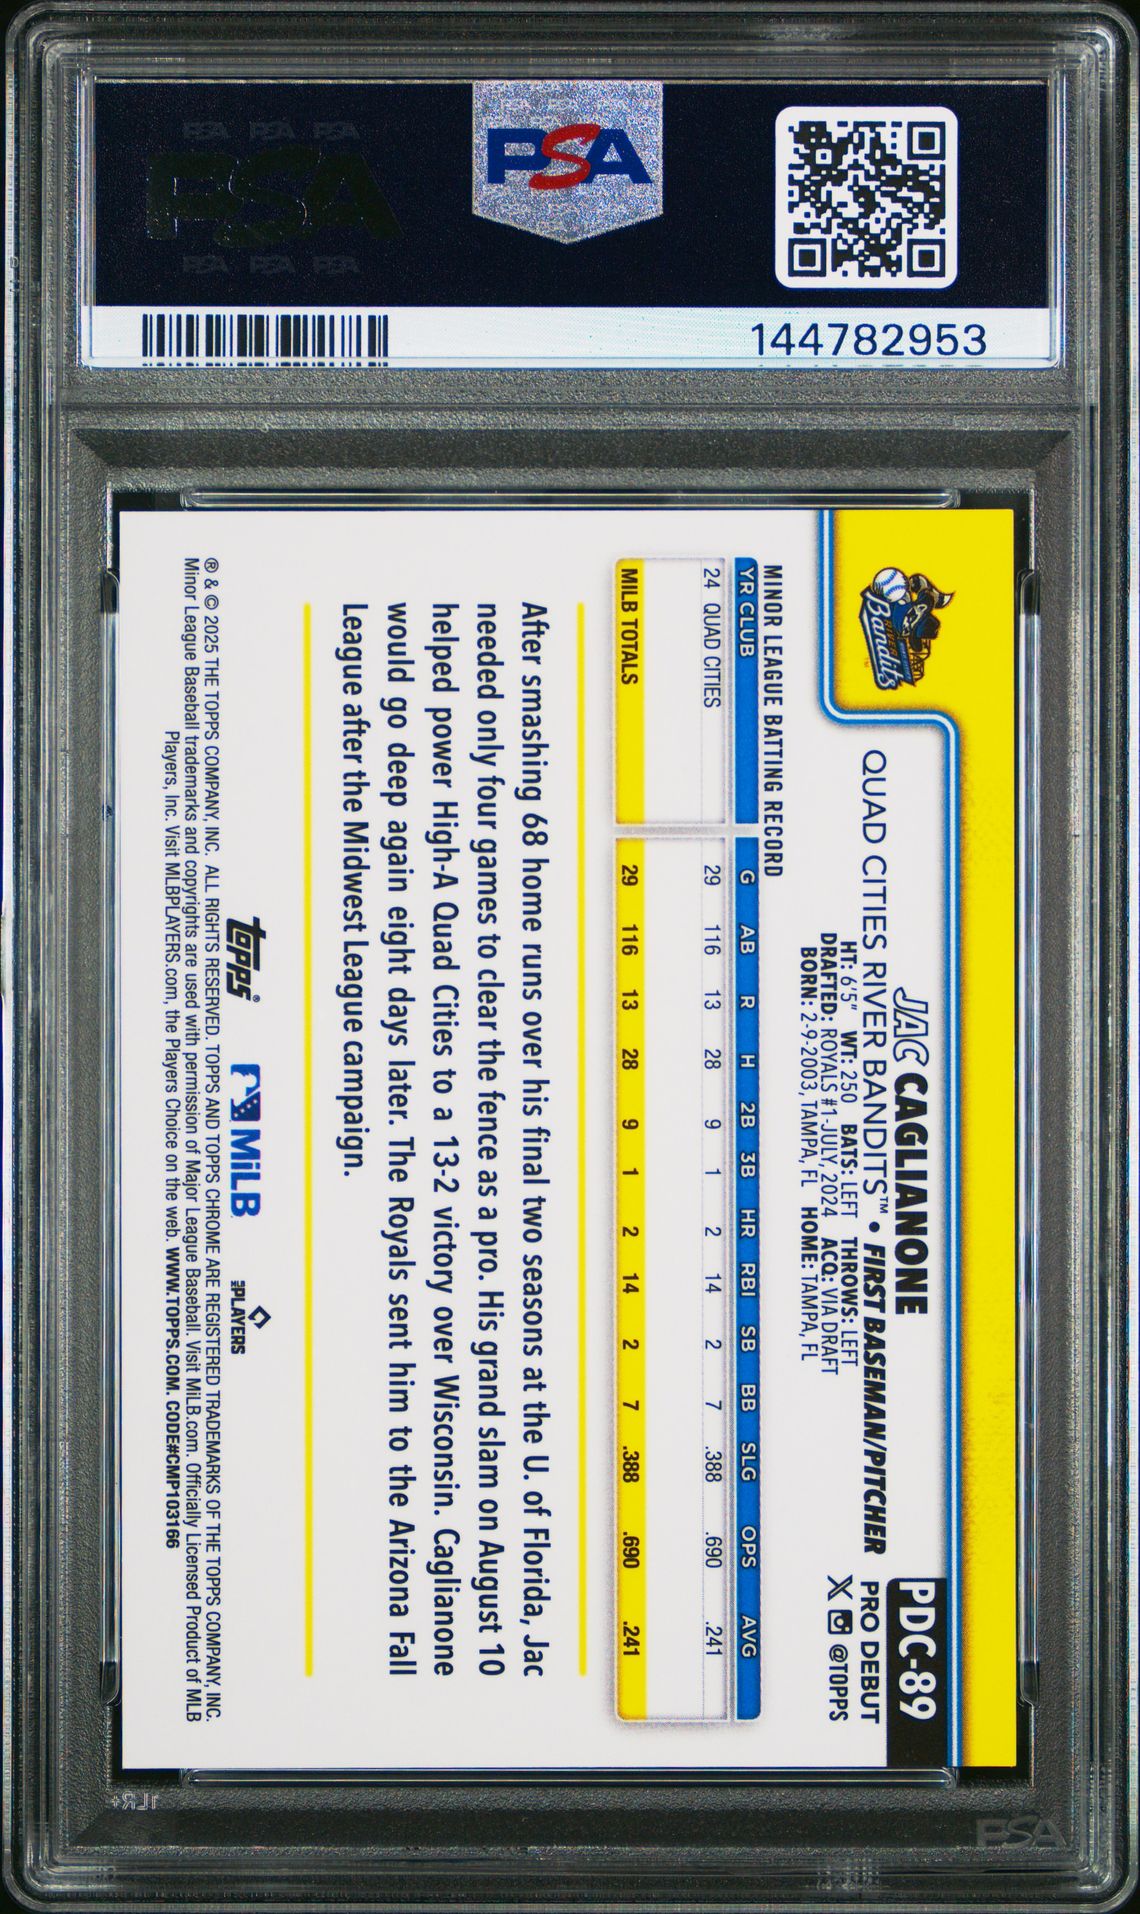 PSA
PSA PSA PSA
PSA
PSA PSA PSA
144782953
River
Bandits
JAC CAGLIANONE
QUAD CITIES RIVER BANDITS™ • FIRST BASEMAN/PITCHER
HT: 6'5" WT: 250 BATS: LEFT THROWS: LEFT
DRAFTED: ROYALS #1-JULY, 2024 ACQ: VIA DRAFT
BORN: 2-9-2003, TAMPA, FL HOME: TAMPA, FL
PDC-89
PRO DEBUT
X @TOPPS
MINOR LEAGUE BATTING RECORD
YR CLUB G AB R H 2B 3B HR RBI SB BB SLG OPS AVG
24 QUAD CITIES 29 116 13 28 9 1 2 14 2 7 .388 .690 .241
MILB TOTALS 29 116 13 28 9 1 2 14 2 7 .388 .690 .241
After smashing 68 home runs over his final two seasons at the U. of Florida, Jac
needed only four games to clear the fence as a pro. His grand slam on August 10
helped power High-A Quad Cities to a 13-2 victory over Wisconsin. Caglianone
would go deep again eight days later. The Royals sent him to the Arizona Fall
League after the Midwest League campaign.
topps® MiLB PLAYERS
® & © 2025 THE TOPPS COMPANY, INC. ALL RIGHTS RESERVED. TOPPS AND TOPPS CHROME ARE REGISTERED TRADEMARKS OF THE TOPPS COMPANY, INC.
Minor League Baseball trademarks and copyrights are used with permission of Major League Baseball. Visit MiLB.com. Officially Licensed Product of MLB
Players, Inc. Visit MLBPLAYERS.com, the Players Choice on the web. WWW.TOPPS.COM. CODE#CMP103166
PSA